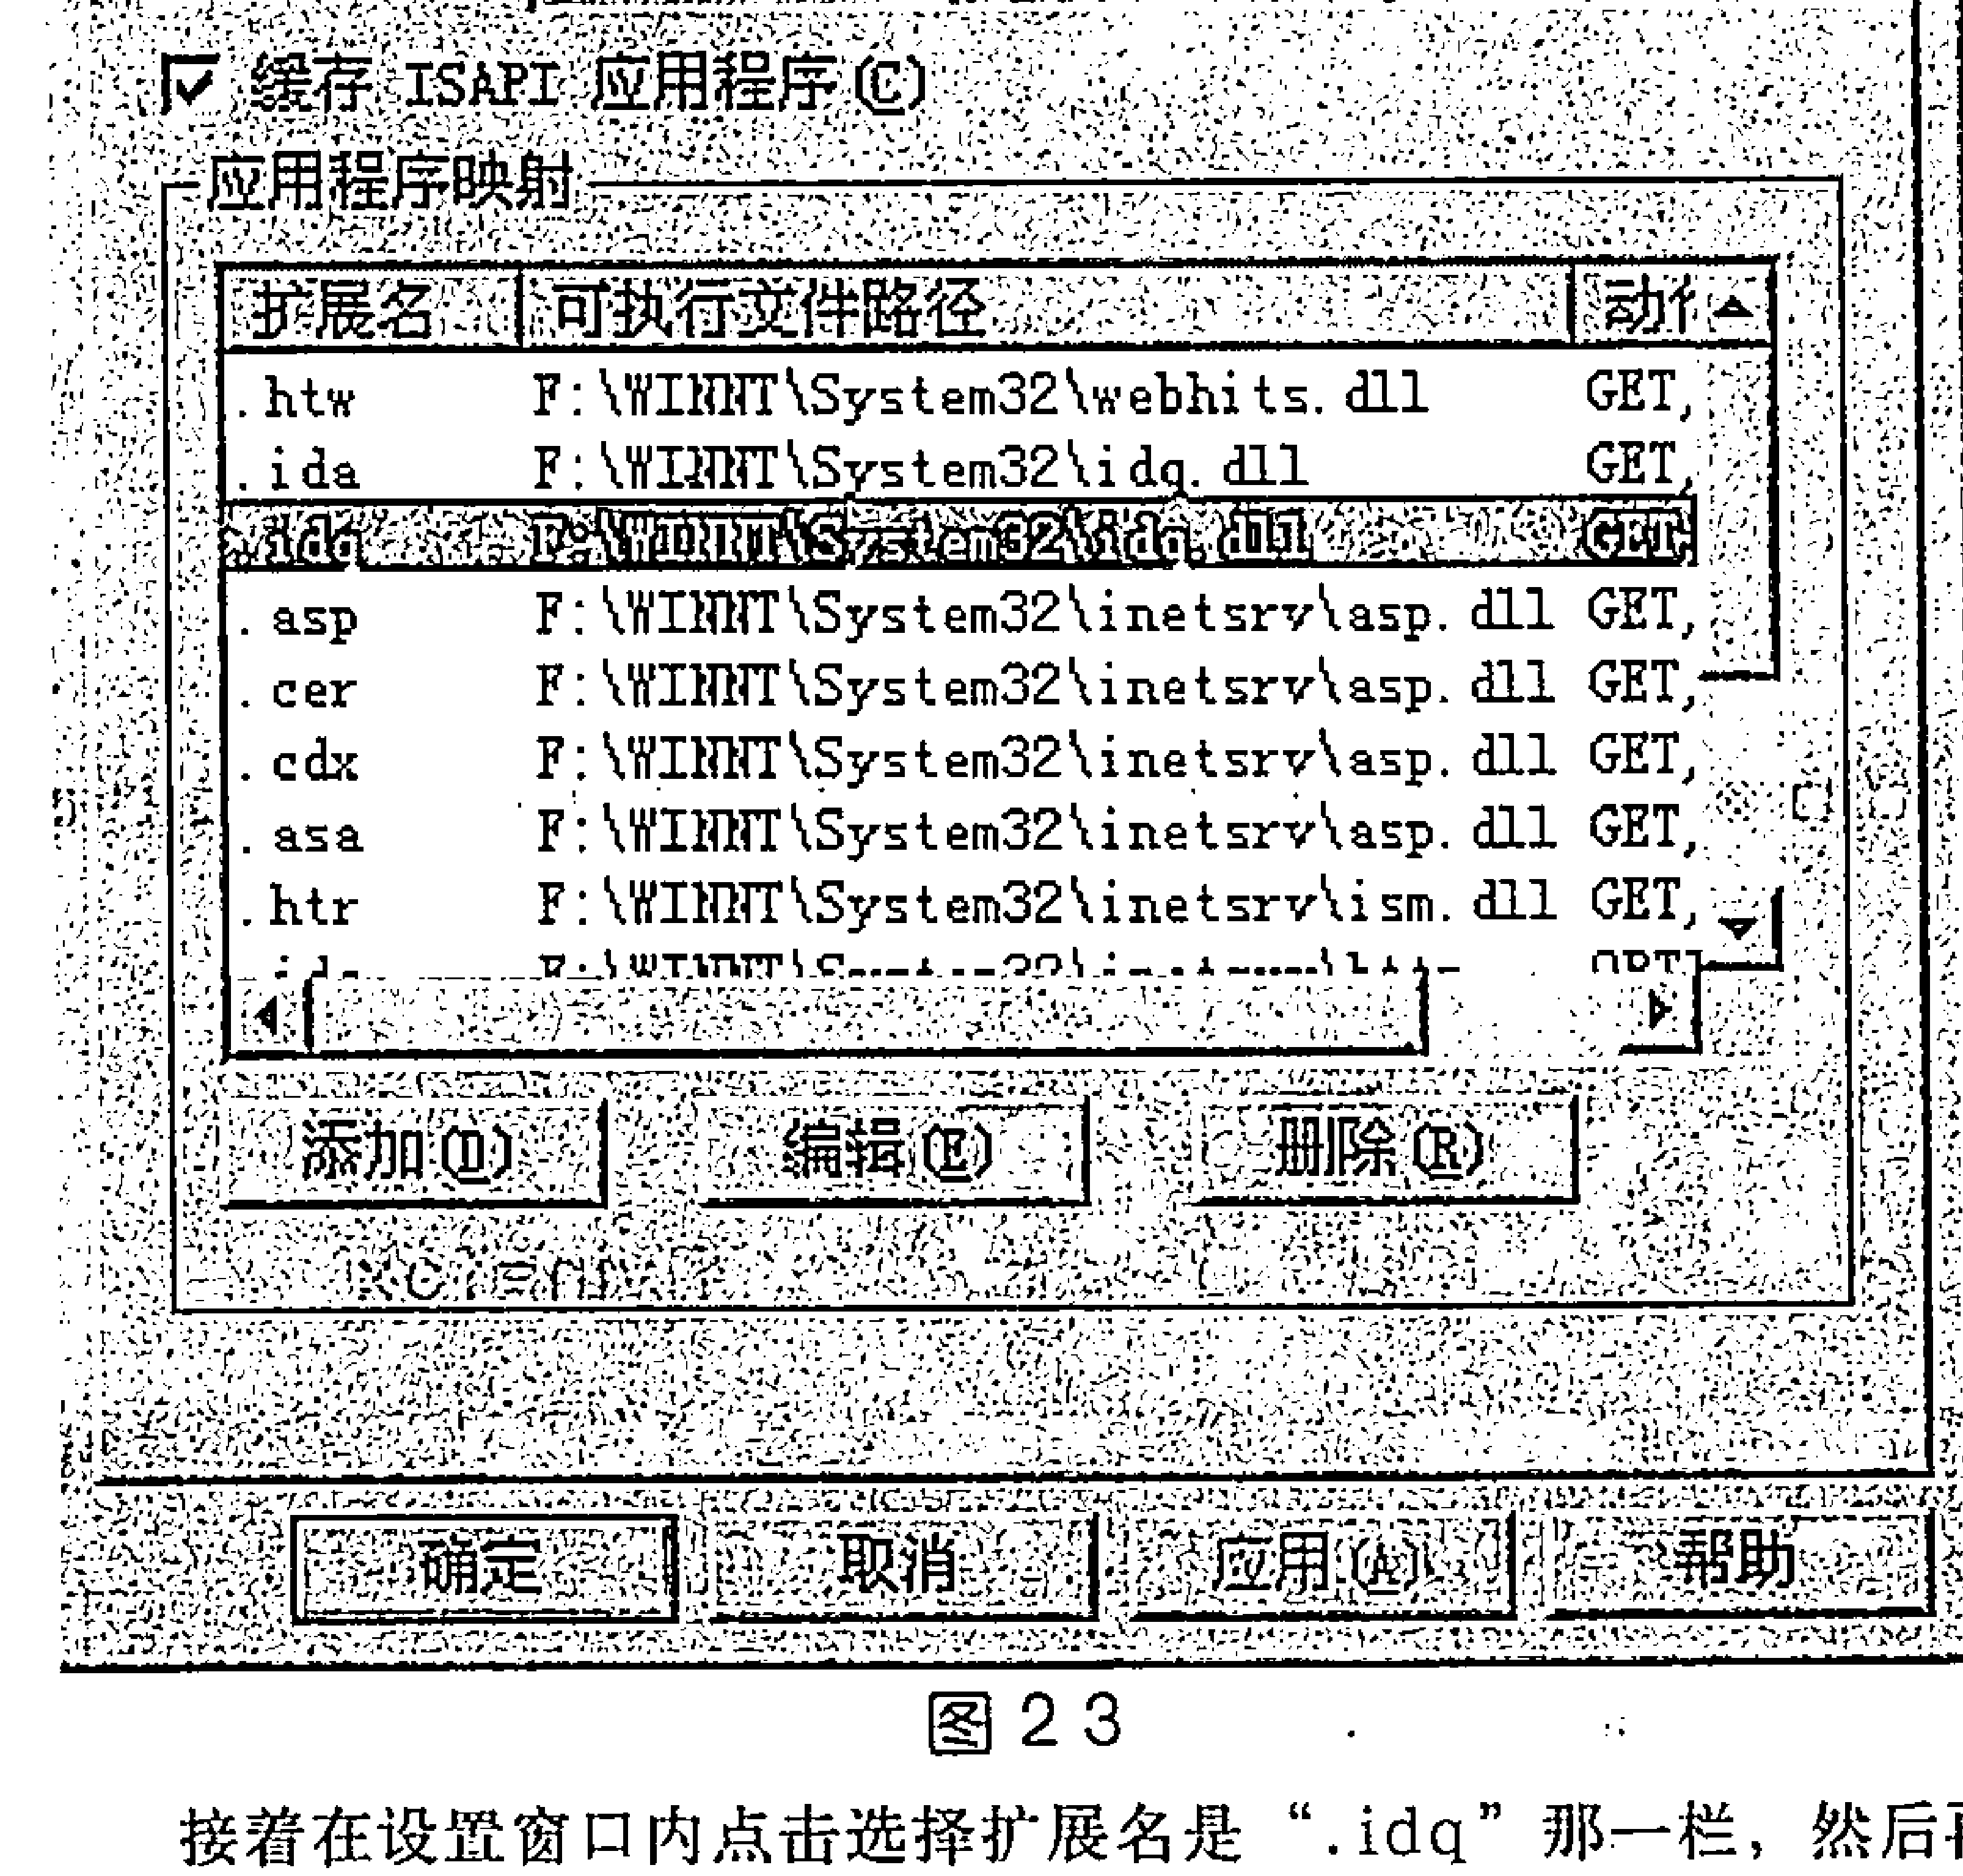 缓存 ISAPI 应用程序(C)
应用程序映射
扩展名 可执行文件路径
.htw F:\WINNT\System32\webhits.dll GET,
.ida F:\WINNT\System32\idq.dll GET,
.idq F:\WINNT\System32\idq.dll GET,
.asp F:\WINNT\System32\inetsrv\asp.dll GET,
.cer F:\WINNT\System32\inetsrv\asp.dll GET,
.cdx F:\WINNT\System32\inetsrv\asp.dll GET,
.asa F:\WINNT\System32\inetsrv\asp.dll GET,
.htr F:\WINNT\System32\inetsrv\ism.dll GET,
添加(D) 编辑(E) 删除(R)
确定 取消 应用(A) 帮助
图23
接着在设置窗口内点击选择扩展名是“.idq”那一栏，然后